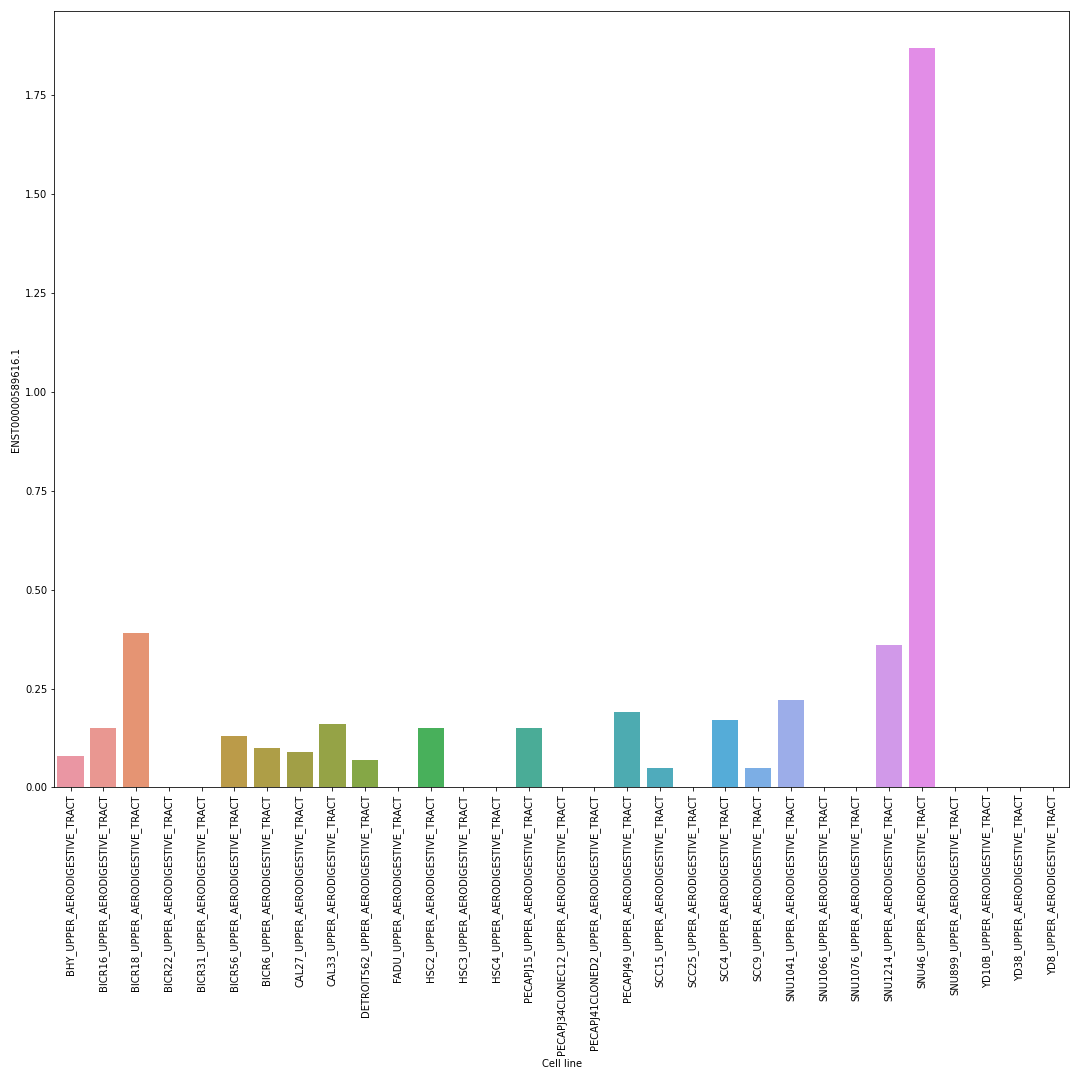 1.75
1.50
1.25
1.00
0.75
0.50
0.25
0.00
ENST00000589616.1
BHY_UPPER_AERODIGESTIVE_TRACT
BICR16_UPPER_AERODIGESTIVE_TRACT
BICR18_UPPER_AERODIGESTIVE_TRACT
BICR22_UPPER_AERODIGESTIVE_TRACT
BICR31_UPPER_AERODIGESTIVE_TRACT
BICR56_UPPER_AERODIGESTIVE_TRACT
BICR6_UPPER_AERODIGESTIVE_TRACT
CAL27_UPPER_AERODIGESTIVE_TRACT
CAL33_UPPER_AERODIGESTIVE_TRACT
DETROIT562_UPPER_AERODIGESTIVE_TRACT
FADU_UPPER_AERODIGESTIVE_TRACT
HSC2_UPPER_AERODIGESTIVE_TRACT
HSC3_UPPER_AERODIGESTIVE_TRACT
HSC4_UPPER_AERODIGESTIVE_TRACT
PECAPJ15_UPPER_AERODIGESTIVE_TRACT
PECAPJ34CLONEC12_UPPER_AERODIGESTIVE_TRACT
PECAPJ41CLONED2_UPPER_AERODIGESTIVE_TRACT
PECAPJ49_UPPER_AERODIGESTIVE_TRACT
SCC15_UPPER_AERODIGESTIVE_TRACT
SCC25_UPPER_AERODIGESTIVE_TRACT
SCC4_UPPER_AERODIGESTIVE_TRACT
SCC9_UPPER_AERODIGESTIVE_TRACT
SNU1041_UPPER_AERODIGESTIVE_TRACT
SNU1066_UPPER_AERODIGESTIVE_TRACT
SNU1076_UPPER_AERODIGESTIVE_TRACT
SNU1214_UPPER_AERODIGESTIVE_TRACT
SNU46_UPPER_AERODIGESTIVE_TRACT
SNU899_UPPER_AERODIGESTIVE_TRACT
YD10B_UPPER_AERODIGESTIVE_TRACT
YD38_UPPER_AERODIGESTIVE_TRACT
YD8_UPPER_AERODIGESTIVE_TRACT
Cell line